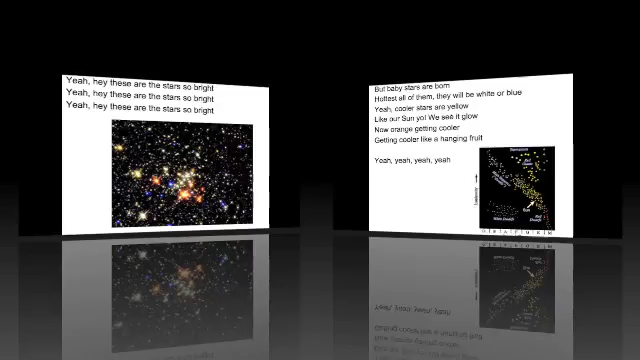 Yeah, hey these are the stars so bright
Yeah, hey these are the stars so bright
Yeah, hey these are the stars so bright
But baby stars are born
Hottest all of them, they will be white or blue
Yeah, cooler stars are yellow
Like our Sun yo! We see it glow
Now orange getting cooler
Getting cooler like a hanging fruit
Yeah, yeah, yeah, yeah
Sun